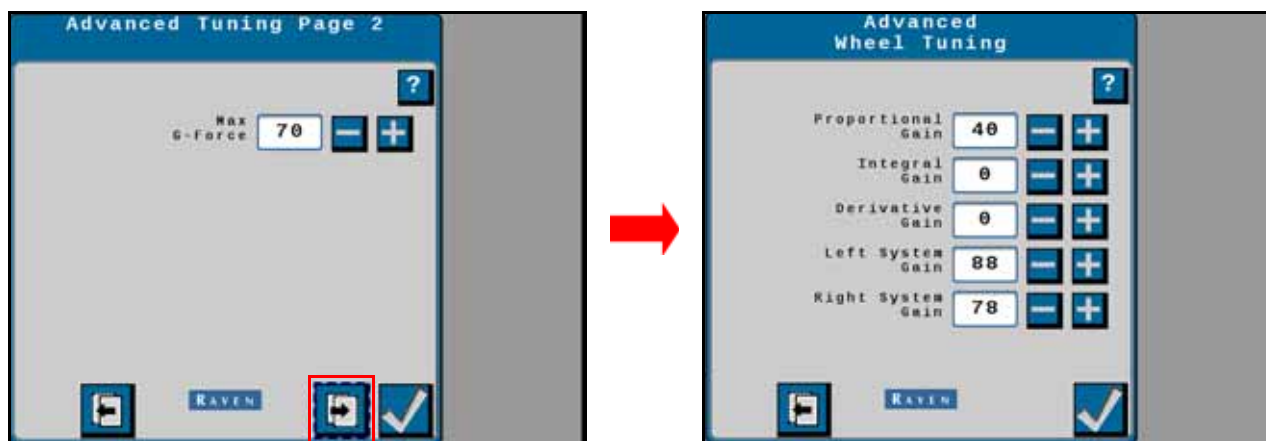 Advanced Tuning Page 2
?
Max
G-Force
70
RAVEN
Advanced
Wheel Tuning
?
Proportional
Gain
40
Integral
Gain
0
Derivative
Gain
0
Left System
Gain
88
Right System
Gain
78
RAVEN